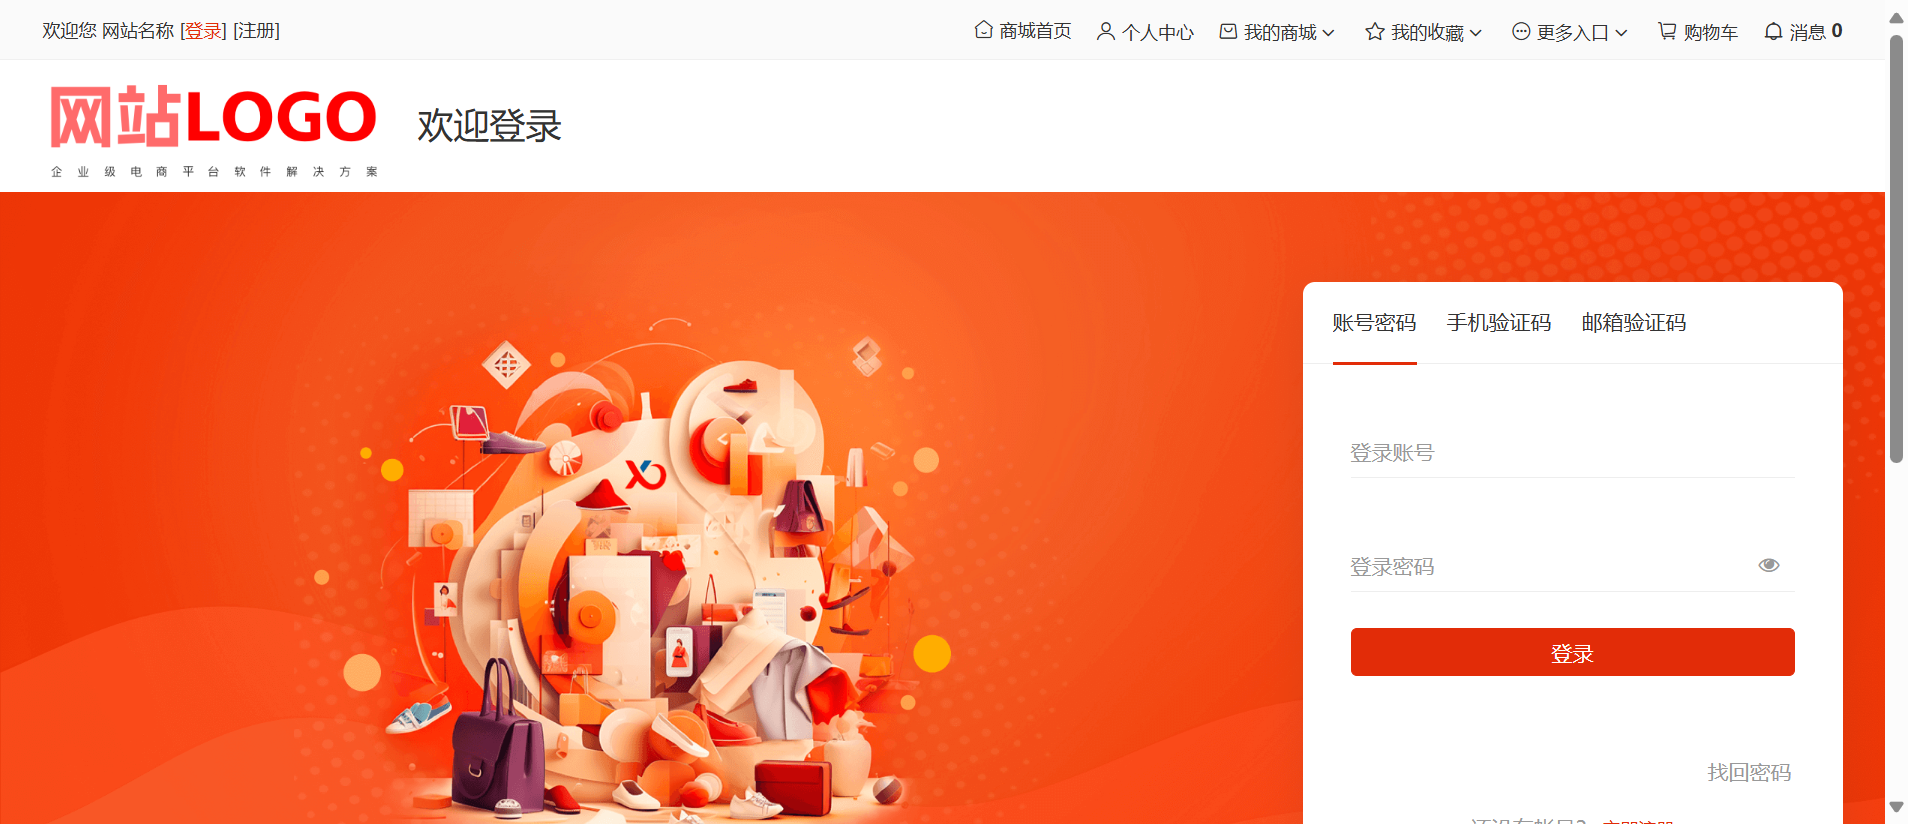 欢迎您 网站名称 [登录] [注册]
商城首页 个人中心 我的商城 我的收藏 更多入口 购物车 消息 0
网站LOGO
企业级电商平台软件解决方案
欢迎登录
账号密码 手机验证码 邮箱验证码
登录账号
登录密码
登录
找回密码